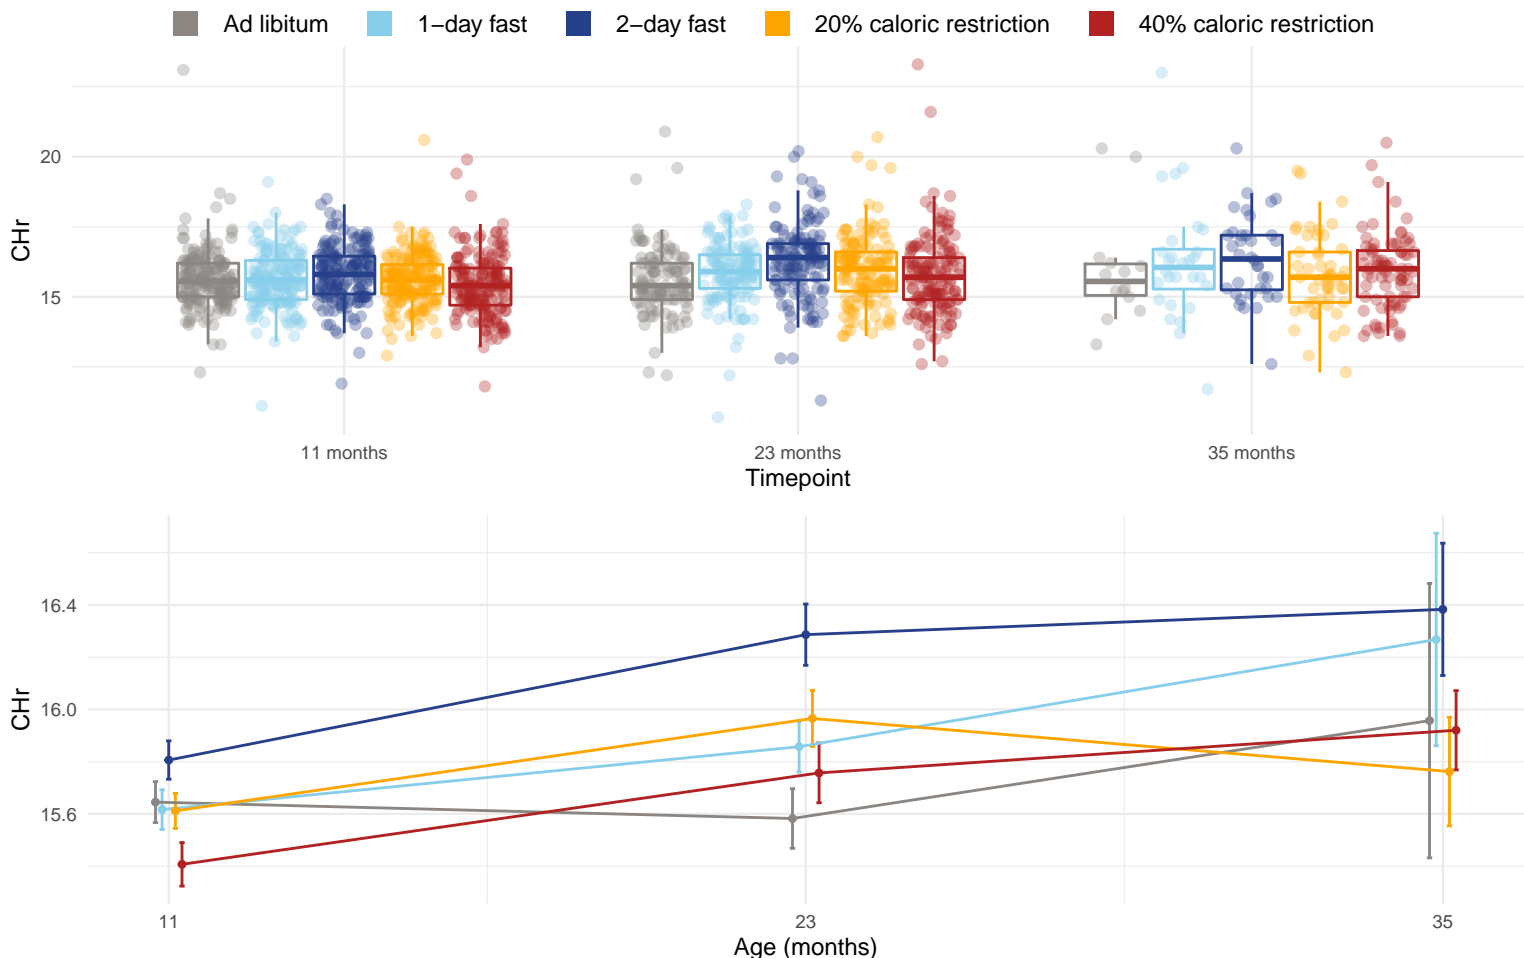 Ad libitum 1−day fast 2−day fast 20% caloric restriction 40% caloric restriction
20
15
CHr
11 months 23 months 35 months
Timepoint
16.4
16.0
15.6
CHr
11 23 35
Age (months)